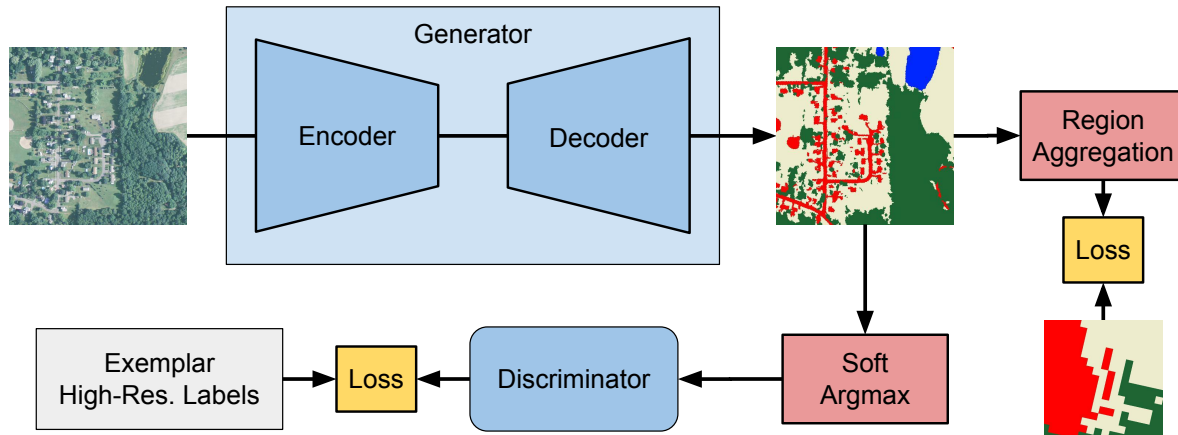 Generator
Encoder
Decoder
Region
Aggregation
Loss
Exemplar
High-Res. Labels
Loss
Discriminator
Soft
Argmax